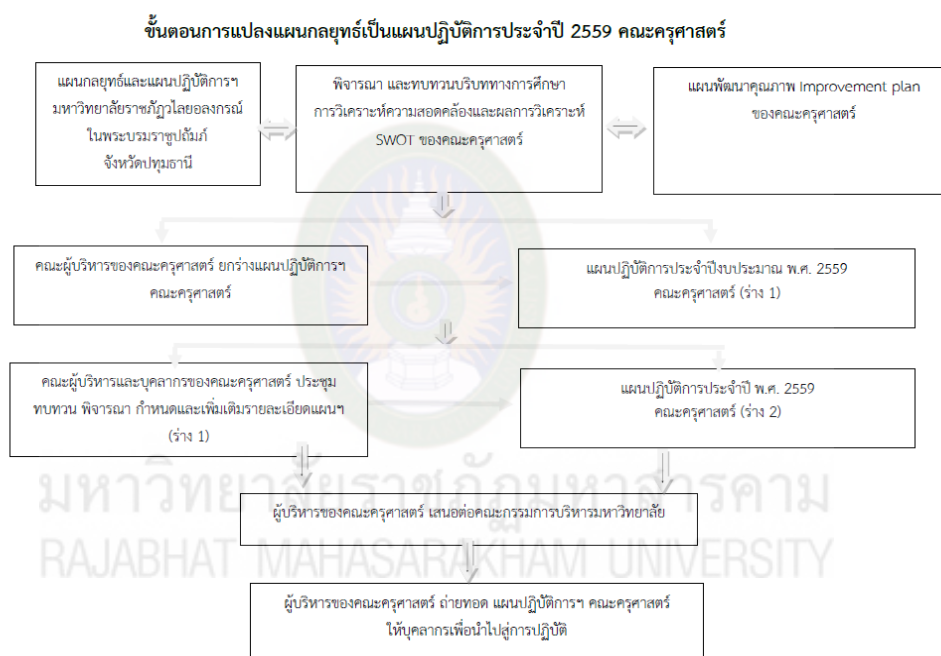 ขั้นตอนการแปลงแผนกลยุทธ์เป็นแผนปฏิบัติการประจำปี 2559 คณะครุศาสตร์
แผนกลยุทธ์และแผนปฏิบัติการฯ
มหาวิทยาลัยราชภัฏวไลยอลงกรณ์
ในพระบรมราชูปถัมภ์
จังหวัดปทุมธานี
พิจารณา และทบทวนบริบททางการศึกษา
การวิเคราะห์ความสอดคล้องและผลการวิเคราะห์
SWOT ของคณะครุศาสตร์
แผนพัฒนาคุณภาพ Improvement plan
ของคณะครุศาสตร์
คณะผู้บริหารของคณะครุศาสตร์ ยกร่างแผนปฏิบัติการฯ
คณะครุศาสตร์
แผนปฏิบัติการประจำปีงบประมาณ พ.ศ. 2559
คณะครุศาสตร์ (ร่าง 1)
คณะผู้บริหารและบุคลากรของคณะครุศาสตร์ ประชุม
ทบทวน พิจารณา กำหนดและเพิ่มเติมรายละเอียดแผนฯ
(ร่าง 1)
แผนปฏิบัติการประจำปี พ.ศ. 2559
คณะครุศาสตร์ (ร่าง 2)
มหาวิทยาลัยราชภัฏมหาสารคาม
ผู้บริหารของคณะครุศาสตร์ เสนอต่อคณะกรรมการบริหารมหาวิทยาลัย
RAJABHAT MAHASARAKHAM UNIVERSITY
ผู้บริหารของคณะครุศาสตร์ ถ่ายทอด แผนปฏิบัติการฯ คณะครุศาสตร์
ให้บุคลากรเพื่อนำไปสู่การปฏิบัติ